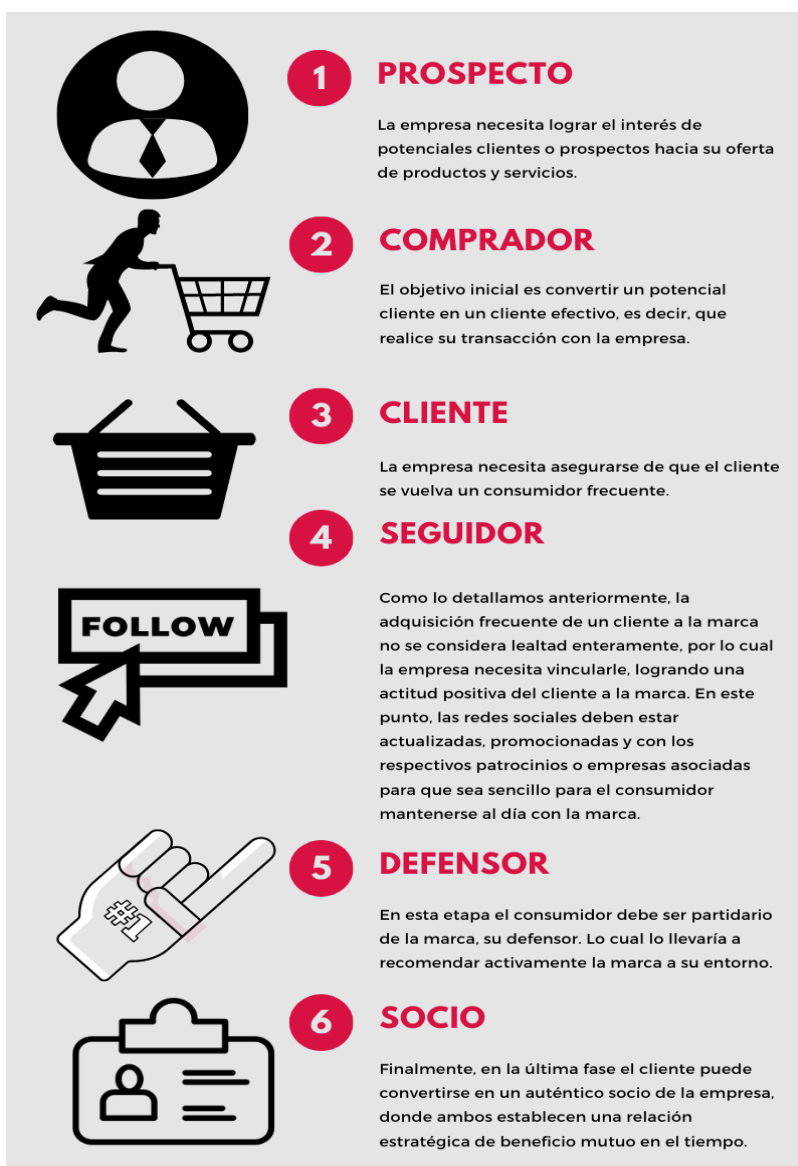 1 PROSPECTO
La empresa necesita lograr el interés de
potenciales clientes o prospectos hacia su oferta
de productos y servicios.
2 COMPRADOR
El objetivo inicial es convertir un potencial
cliente en un cliente efectivo, es decir, que
realice su transacción con la empresa.
3 CLIENTE
La empresa necesita asegurarse de que el cliente
se vuelva un consumidor frecuente.
4 SEGUIDOR
FOLLOW
Como lo detallamos anteriormente, la
adquisición frecuente de un cliente a la marca
no se considera lealtad enteramente, por lo cual
la empresa necesita vincularle, logrando una
actitud positiva del cliente a la marca. En este
punto, las redes sociales deben estar
actualizadas, promocionadas y con los
respectivos patrocinios o empresas asociadas
para que sea sencillo para el consumidor
mantenerse al día con la marca.
5 DEFENSOR
#1
En esta etapa el consumidor debe ser partidario
de la marca, su defensor. Lo cual lo llevaría a
recomendar activamente la marca a su entorno.
6 SOCIO
Finalmente, en la última fase el cliente puede
convertirse en un auténtico socio de la empresa,
donde ambos establecen una relación
estratégica de beneficio mutuo en el tiempo.